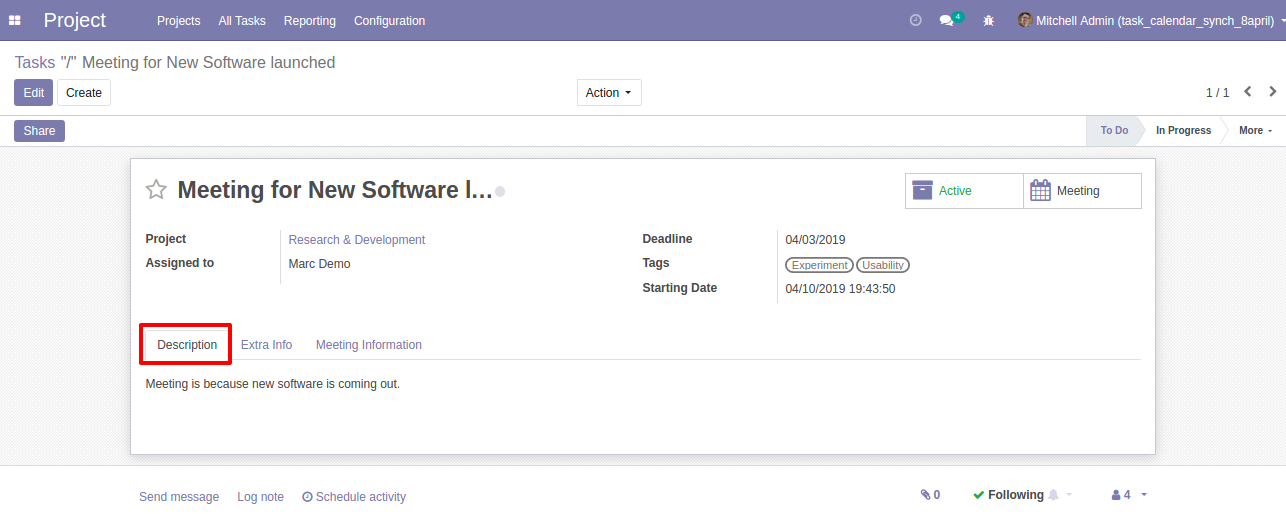 Project Projects All Tasks Reporting Configuration 4 Mitchell Admin (task_calendar_synch_8april)
Tasks "/" Meeting for New Software launched
Edit Create Action 1 / 1
Share To Do In Progress More
Meeting for New Software l... Active Meeting
Project Research & Development Deadline 04/03/2019
Assigned to Marc Demo Tags Experiment Usability
Starting Date 04/10/2019 19:43:50
Description Extra Info Meeting Information
Meeting is because new software is coming out.
Send message Log note Schedule activity 0 Following 4